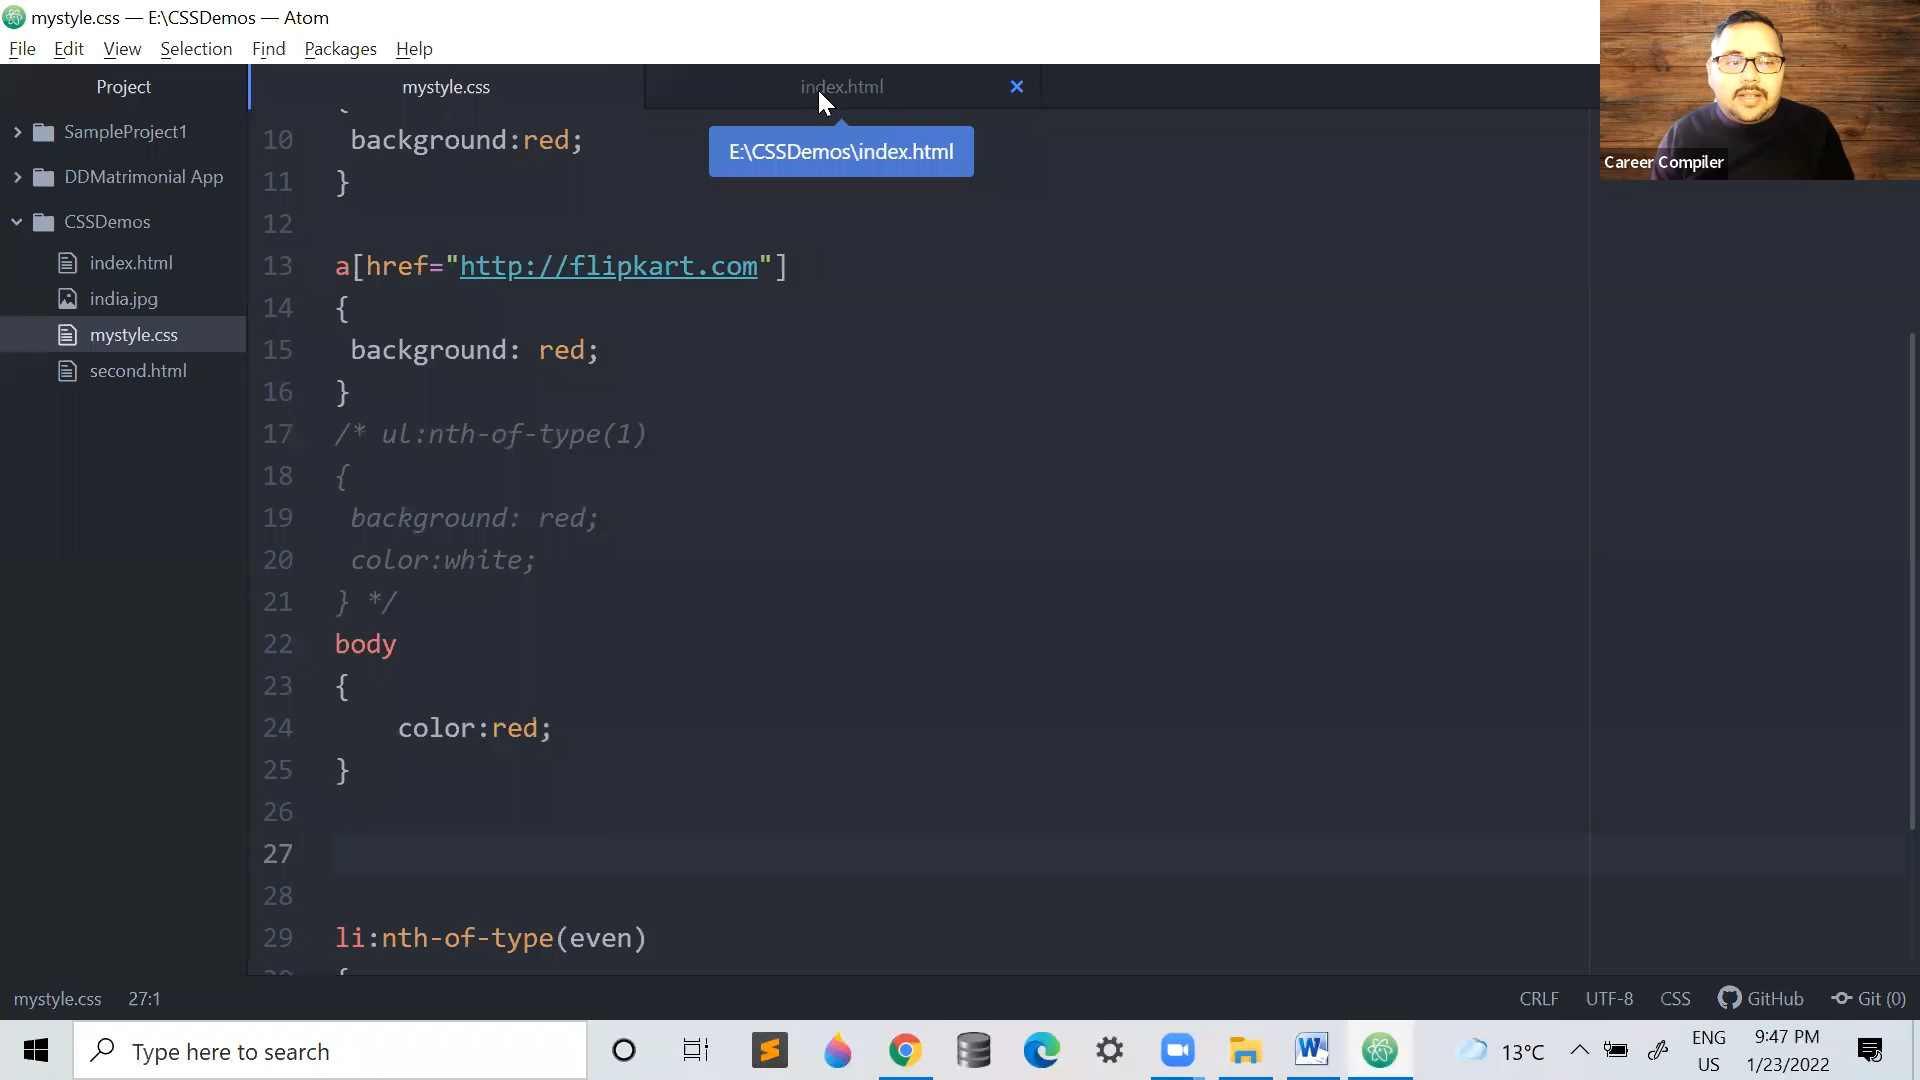 mystyle.css — E:\CSSDemos — Atom
File Edit View Selection Find Packages Help
Project
mystyle.css
index.html
E:\CSSDemos\index.html
SampleProject1
DDMatrimonial App
CSSDemos
index.html
india.jpg
mystyle.css
second.html
10 background:red;
11 }
12
13 a[href="http://flipkart.com"]
14 {
15 background: red;
16 }
17 /* ul:nth-of-type(1)
18 {
19 background: red;
20 color:white;
21 } */
22 body
23 {
24 color:red;
25 }
26
27
28
29 li:nth-of-type(even)
Career Compiler
mystyle.css 27:1 CRLF UTF-8 CSS GitHub Git (0)
Type here to search
13°C
ENG
US
9:47 PM
1/23/2022